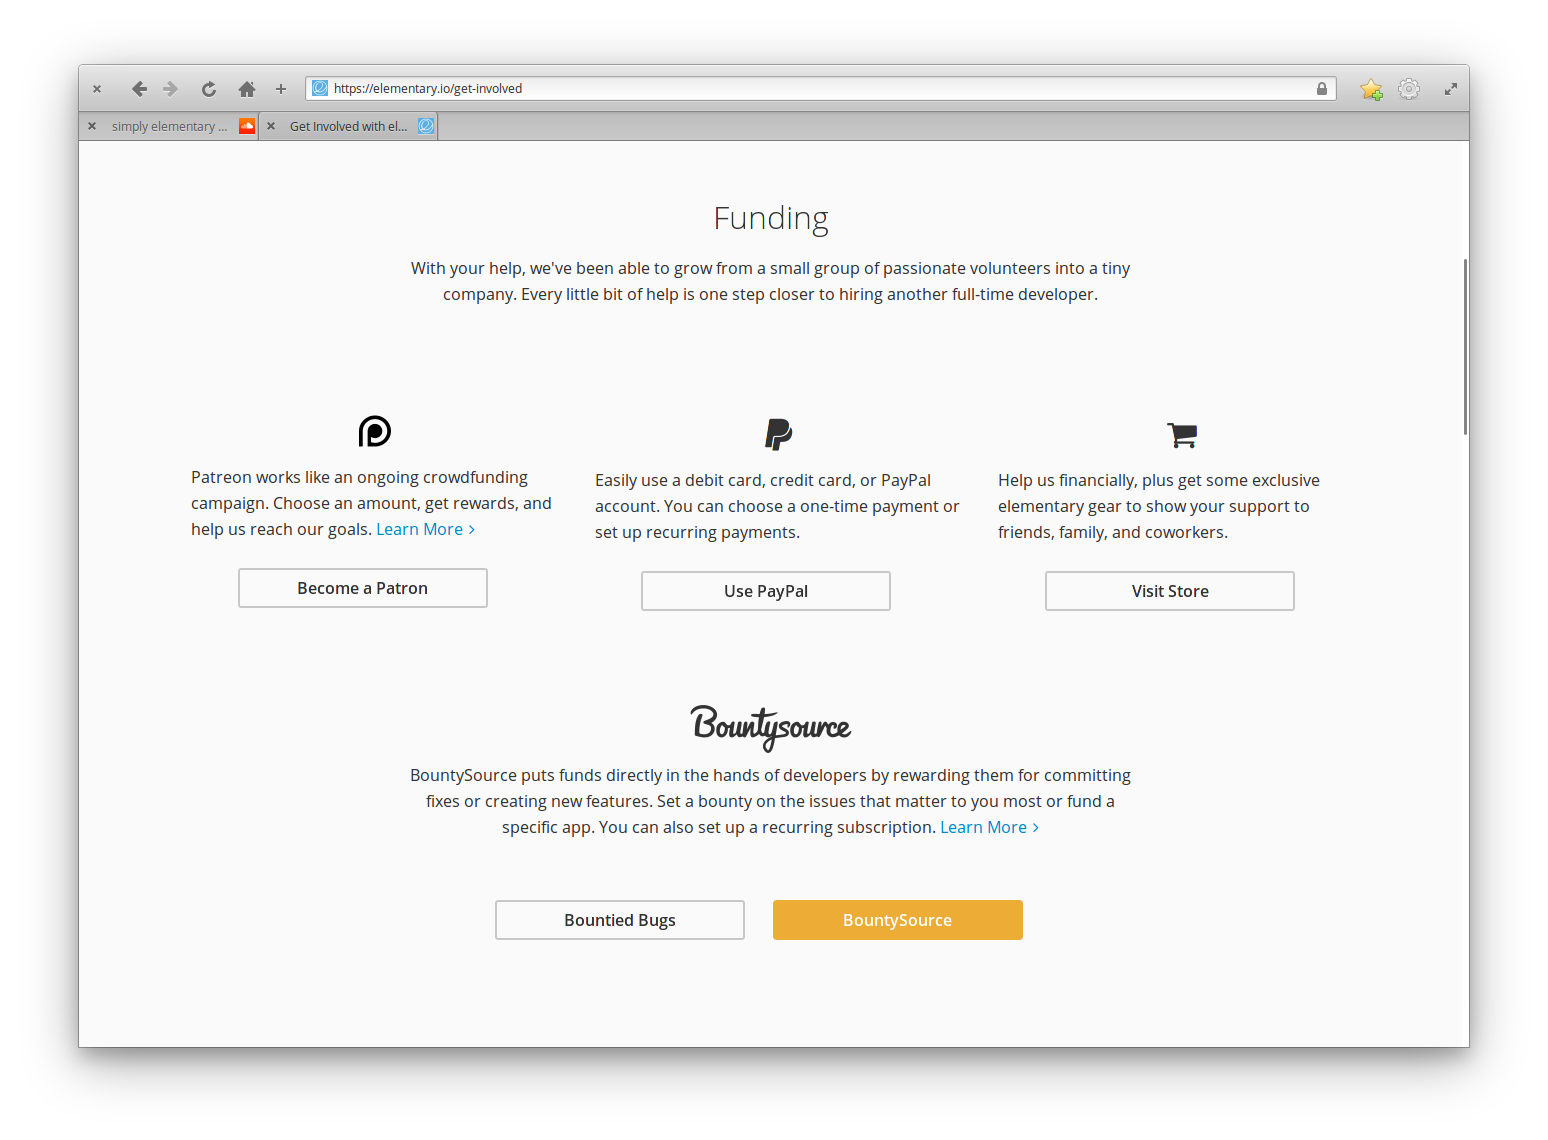 https://elementary.io/get-involved
simply elementary ...
Get Involved with el...
Funding
With your help, we've been able to grow from a small group of passionate volunteers into a tiny
company. Every little bit of help is one step closer to hiring another full-time developer.
Patreon works like an ongoing crowdfunding
campaign. Choose an amount, get rewards, and
help us reach our goals. Learn More >
Become a Patron
Easily use a debit card, credit card, or PayPal
account. You can choose a one-time payment or
set up recurring payments.
Use PayPal
Help us financially, plus get some exclusive
elementary gear to show your support to
friends, family, and coworkers.
Visit Store
Bountysource
BountySource puts funds directly in the hands of developers by rewarding them for committing
fixes or creating new features. Set a bounty on the issues that matter to you most or fund a
specific app. You can also set up a recurring subscription. Learn More >
Bountied Bugs
BountySource